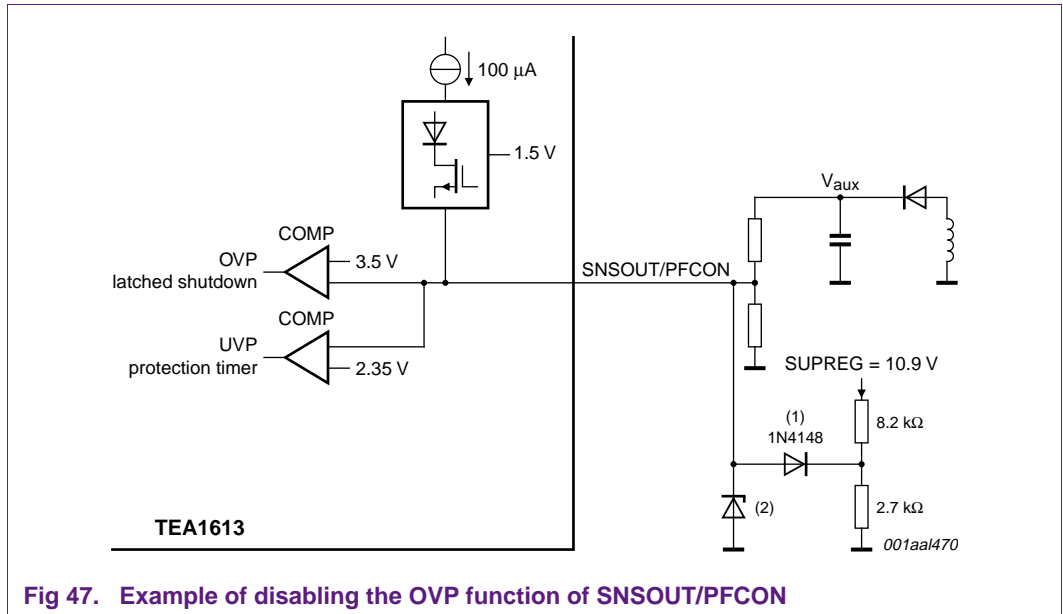 100 μA
1.5 V
V_aux
COMP
OVP
latched shutdown
3.5 V
SNSOUT/PFCON
COMP
UVP
protection timer
2.35 V
SUPREG = 10.9 V
(1)
1N4148
8.2 kΩ
(2)
2.7 kΩ
TEA1613
001aal470
Fig 47. Example of disabling the OVP function of SNSOUT/PFCON